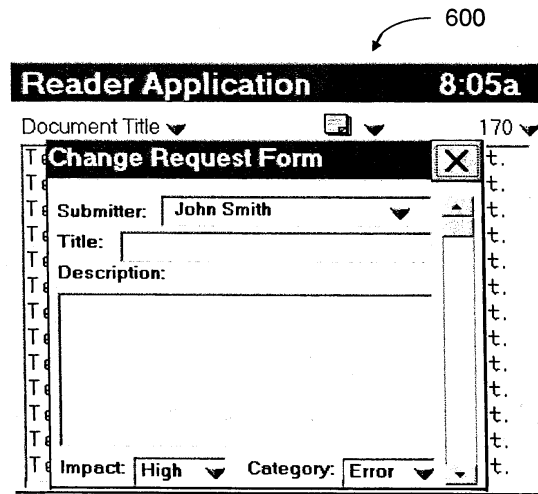 600
Reader Application 8:05a
Document Title 170
Change Request Form
Submitter: John Smith
Title:
Description:
Impact: High Category: Error